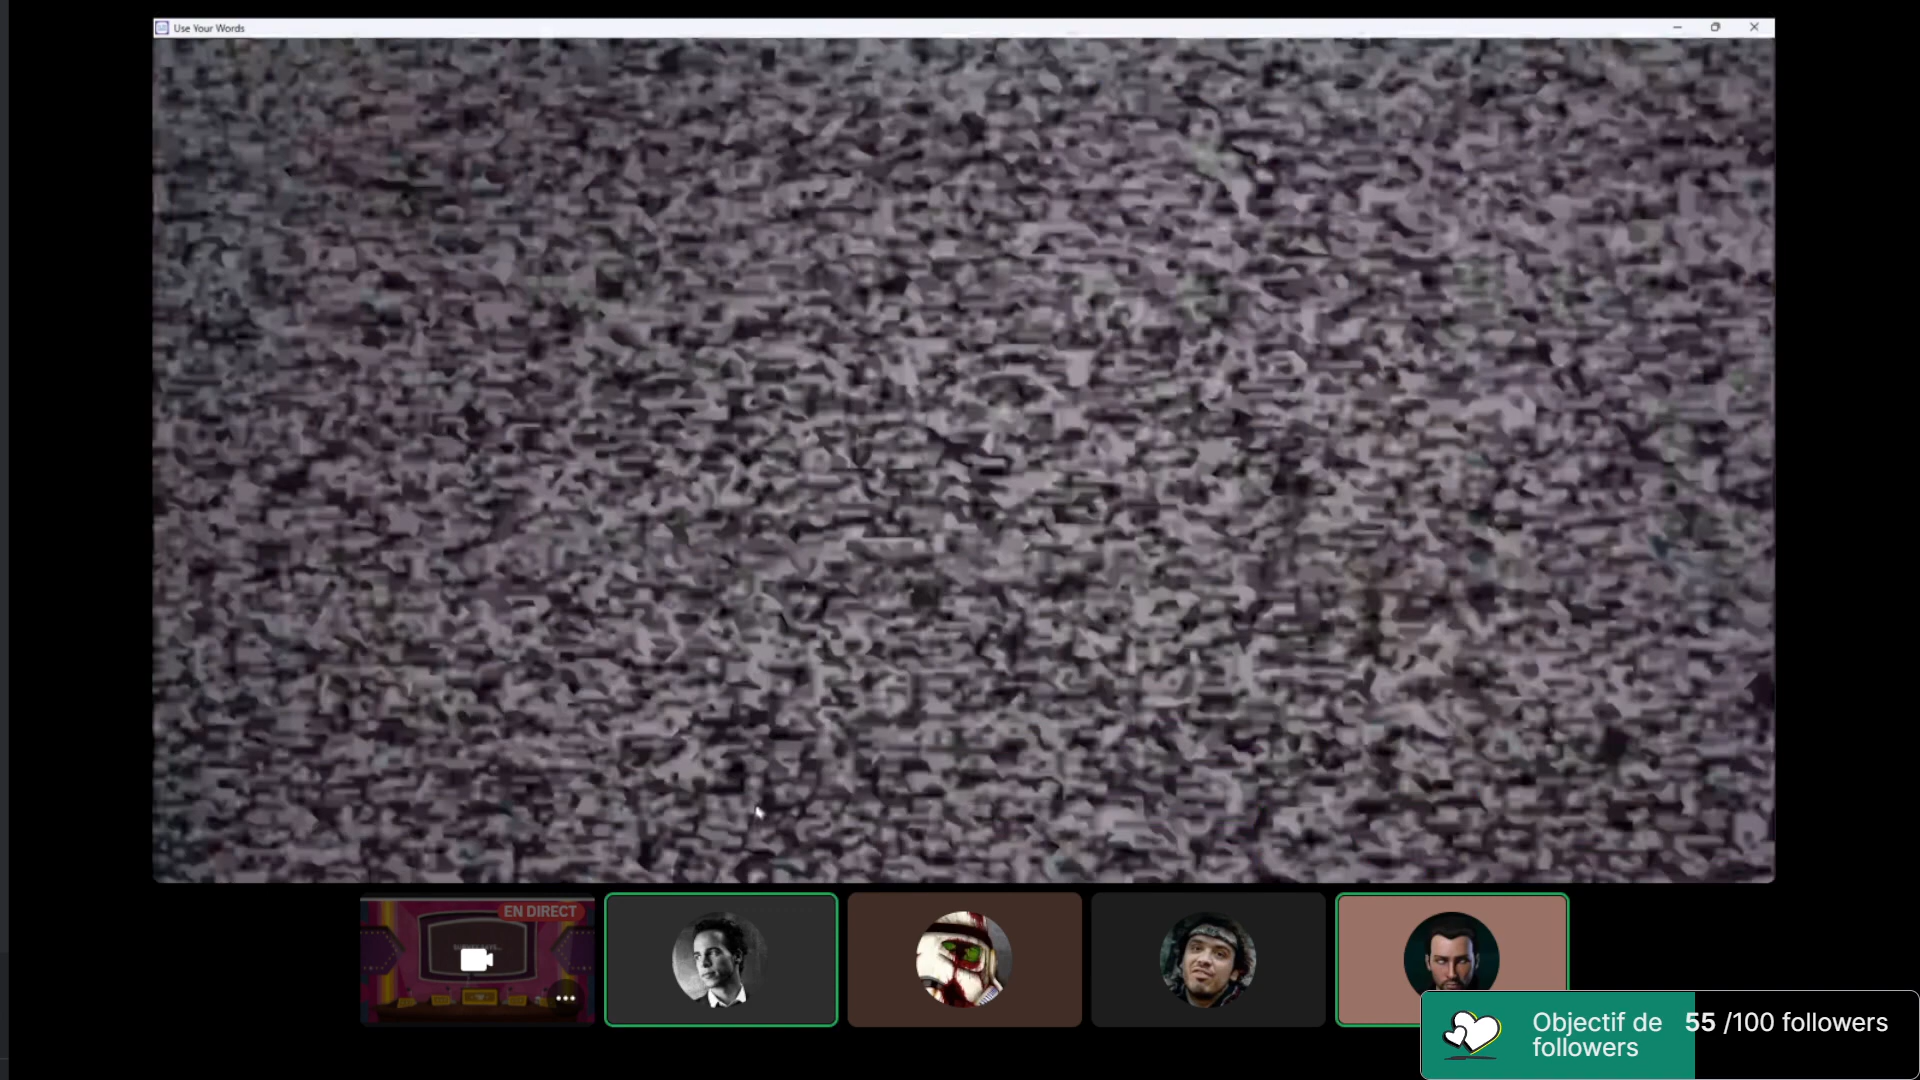 Use Your Words
EN DIRECT
Objectif de
followers
55 /100 followers